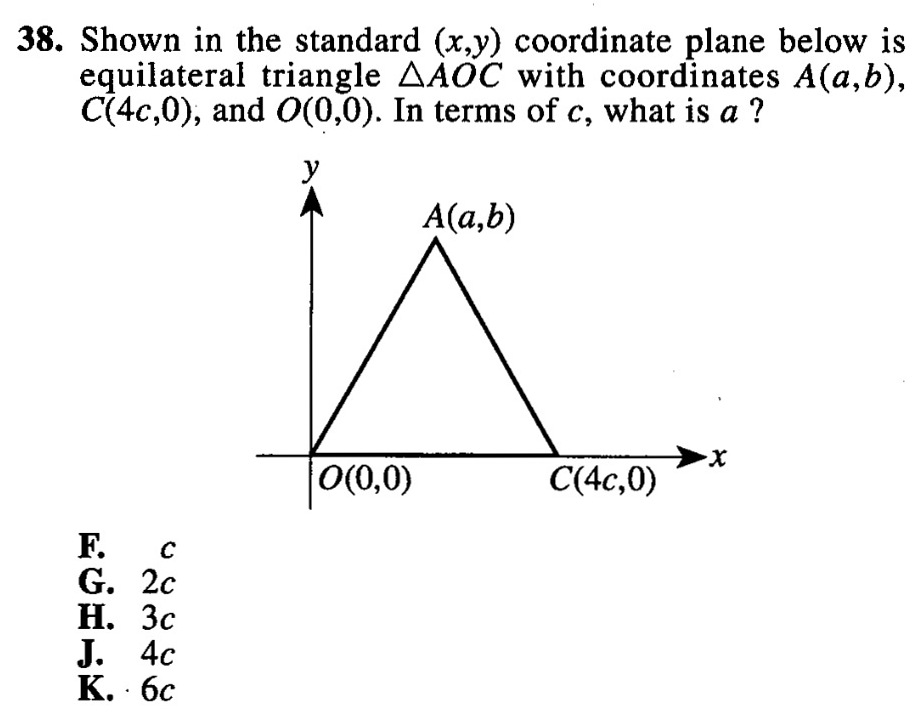 38. Shown in the standard (x,y) coordinate plane below is
equilateral triangle △AOC with coordinates A(a,b),
C(4c,0), and O(0,0). In terms of c, what is a ?
y
A(a,b)
x
O(0,0)
C(4c,0)
F. c
G. 2c
H. 3c
J. 4c
K. 6c